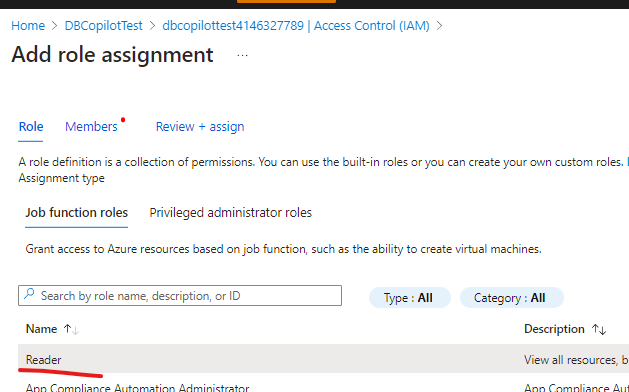 Home > DBCopilotTest > dbcopilottest4146327789 | Access Control (IAM) >
Add role assignment ...
Role Members Review + assign
A role definition is a collection of permissions. You can use the built-in roles or you can create your own custom roles.
Assignment type
Job function roles Privileged administrator roles
Grant access to Azure resources based on job function, such as the ability to create virtual machines.
Search by role name, description, or ID Type : All Category : All
Name ↑↓ Description ↑↓
Reader View all resources, b
App Compliance Automation Administrator App Compliance Aut